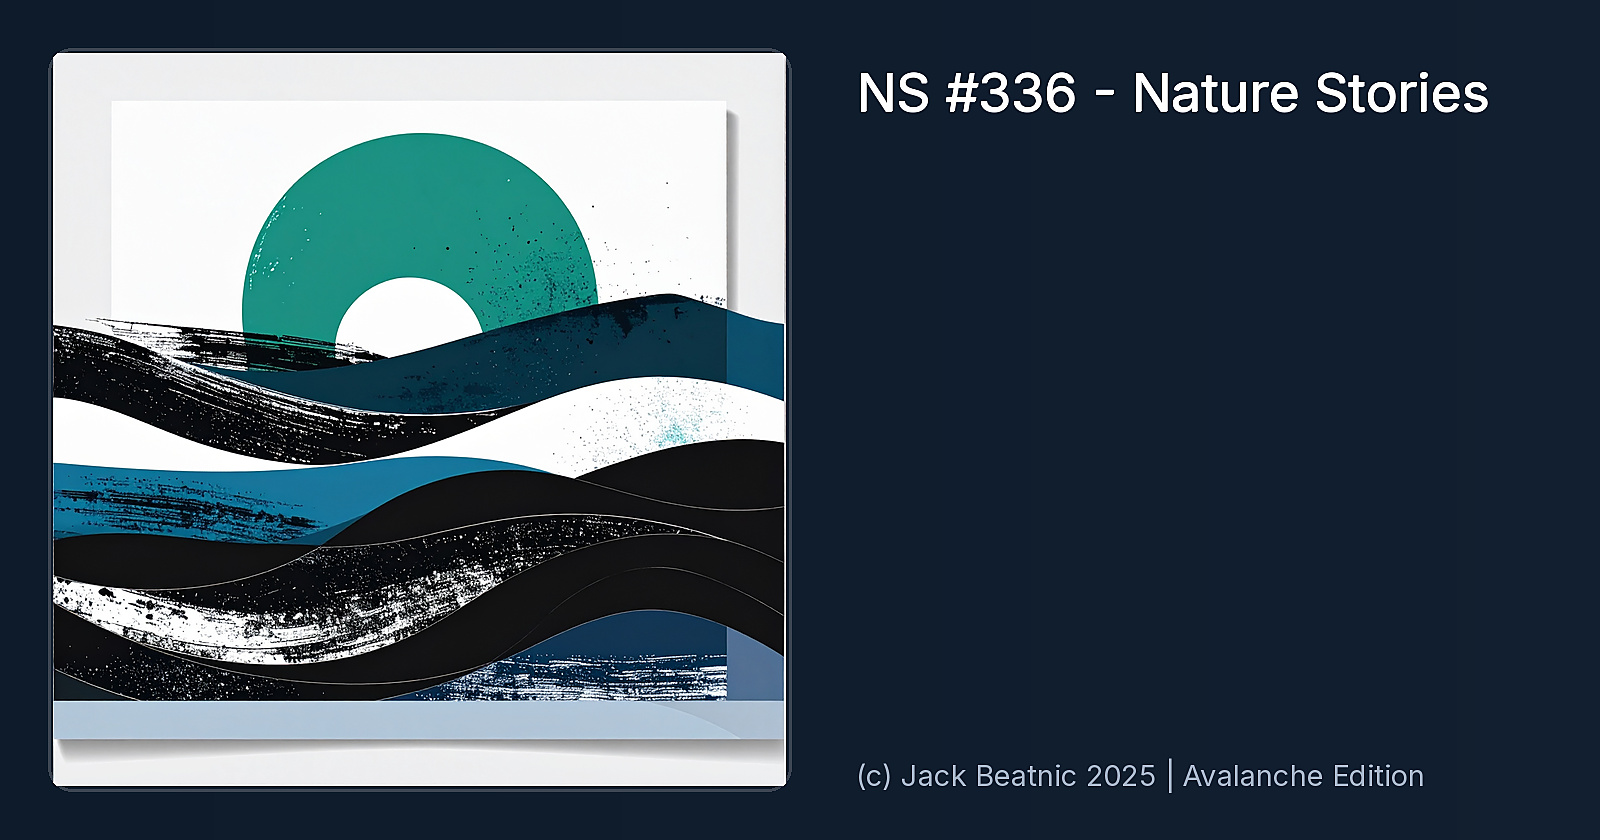 NS #336 - Nature Stories
(c) Jack Beatnic 2025 | Avalanche Edition